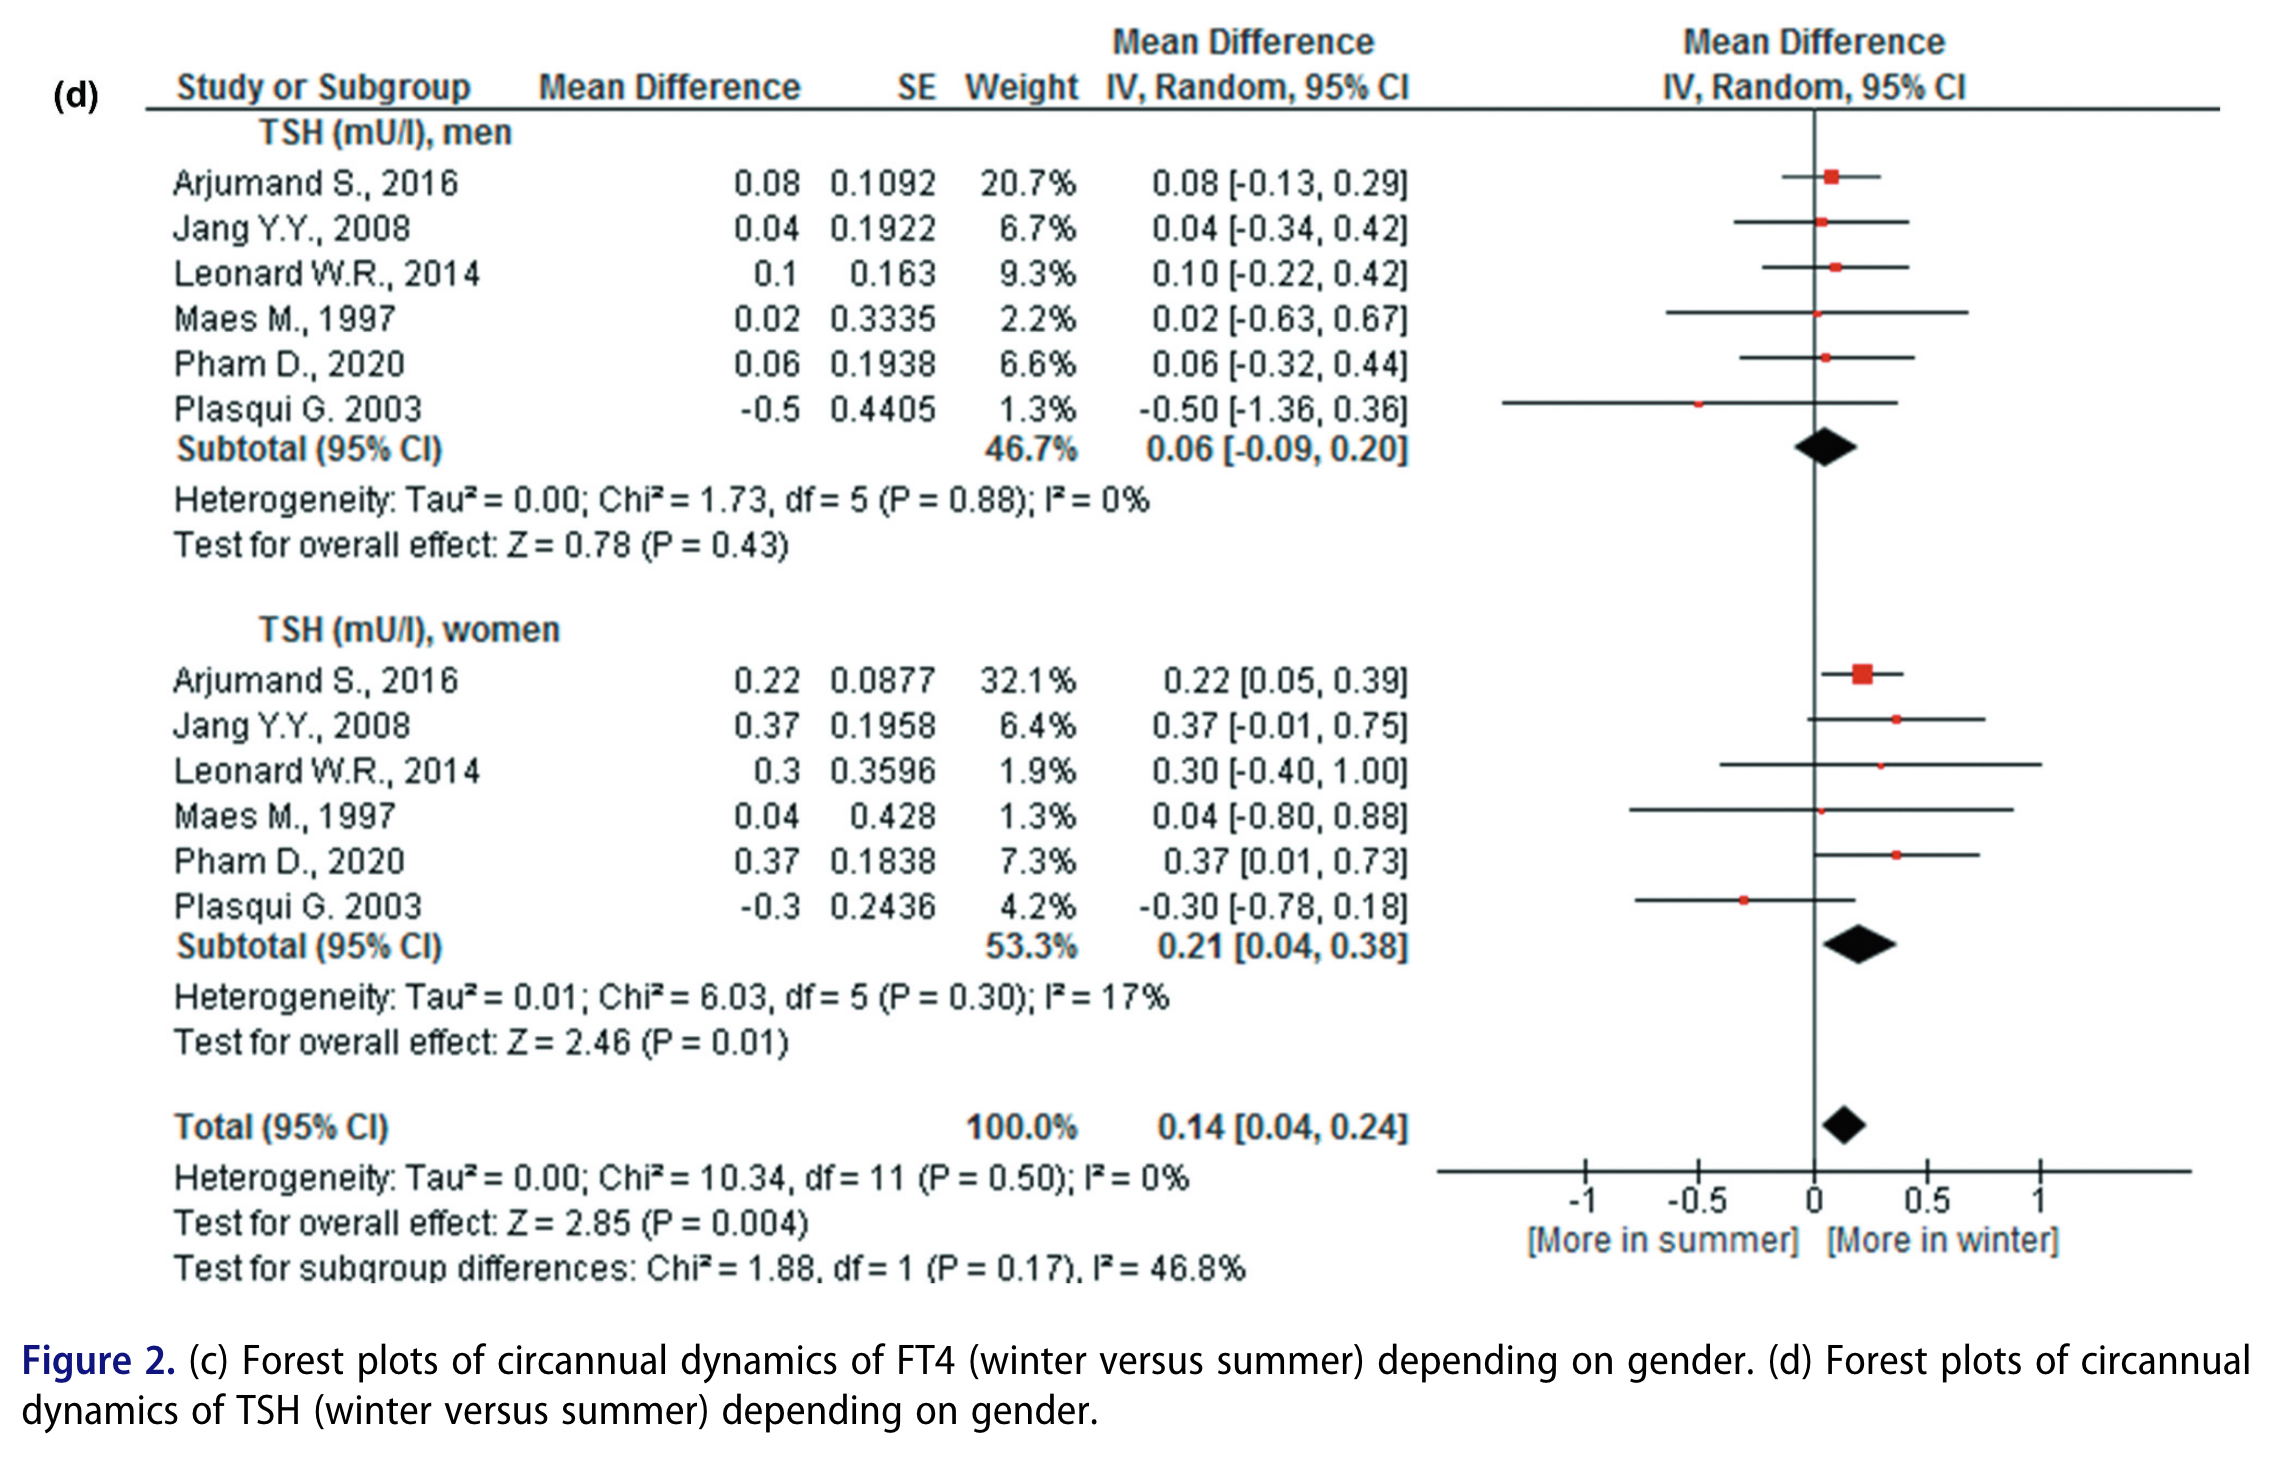 Mean Difference Mean Difference
(d) Study or Subgroup Mean Difference SE Weight IV, Random, 95% CI IV, Random, 95% CI
TSH (mU/l), men
Arjumand S., 2016 0.08 0.1092 20.7% 0.08 [-0.13, 0.29]
Jang Y.Y., 2008 0.04 0.1922 6.7% 0.04 [-0.34, 0.42]
Leonard W.R., 2014 0.1 0.163 9.3% 0.10 [-0.22, 0.42]
Maes M., 1997 0.02 0.3335 2.2% 0.02 [-0.63, 0.67]
Pham D., 2020 0.06 0.1938 6.6% 0.06 [-0.32, 0.44]
Plasqui G. 2003 -0.5 0.4405 1.3% -0.50 [-1.36, 0.36]
Subtotal (95% CI) 46.7% 0.06 [-0.09, 0.20]
Heterogeneity: Tau² = 0.00; Chi² = 1.73, df = 5 (P = 0.88); I² = 0%
Test for overall effect: Z = 0.78 (P = 0.43)
TSH (mU/l), women
Arjumand S., 2016 0.22 0.0877 32.1% 0.22 [0.05, 0.39]
Jang Y.Y., 2008 0.37 0.1958 6.4% 0.37 [-0.01, 0.75]
Leonard W.R., 2014 0.3 0.3596 1.9% 0.30 [-0.40, 1.00]
Maes M., 1997 0.04 0.428 1.3% 0.04 [-0.80, 0.88]
Pham D., 2020 0.37 0.1838 7.3% 0.37 [0.01, 0.73]
Plasqui G. 2003 -0.3 0.2436 4.2% -0.30 [-0.78, 0.18]
Subtotal (95% CI) 53.3% 0.21 [0.04, 0.38]
Heterogeneity: Tau² = 0.01; Chi² = 6.03, df = 5 (P = 0.30); I² = 17%
Test for overall effect: Z = 2.46 (P = 0.01)
Total (95% CI) 100.0% 0.14 [0.04, 0.24]
Heterogeneity: Tau² = 0.00; Chi² = 10.34, df = 11 (P = 0.50); I² = 0%
Test for overall effect: Z = 2.85 (P = 0.004)
Test for subgroup differences: Chi² = 1.88, df = 1 (P = 0.17), I² = 46.8%
-1 -0.5 0 0.5 1
[More in summer] [More in winter]
Figure 2. (c) Forest plots of circannual dynamics of FT4 (winter versus summer) depending on gender. (d) Forest plots of circannual
dynamics of TSH (winter versus summer) depending on gender.